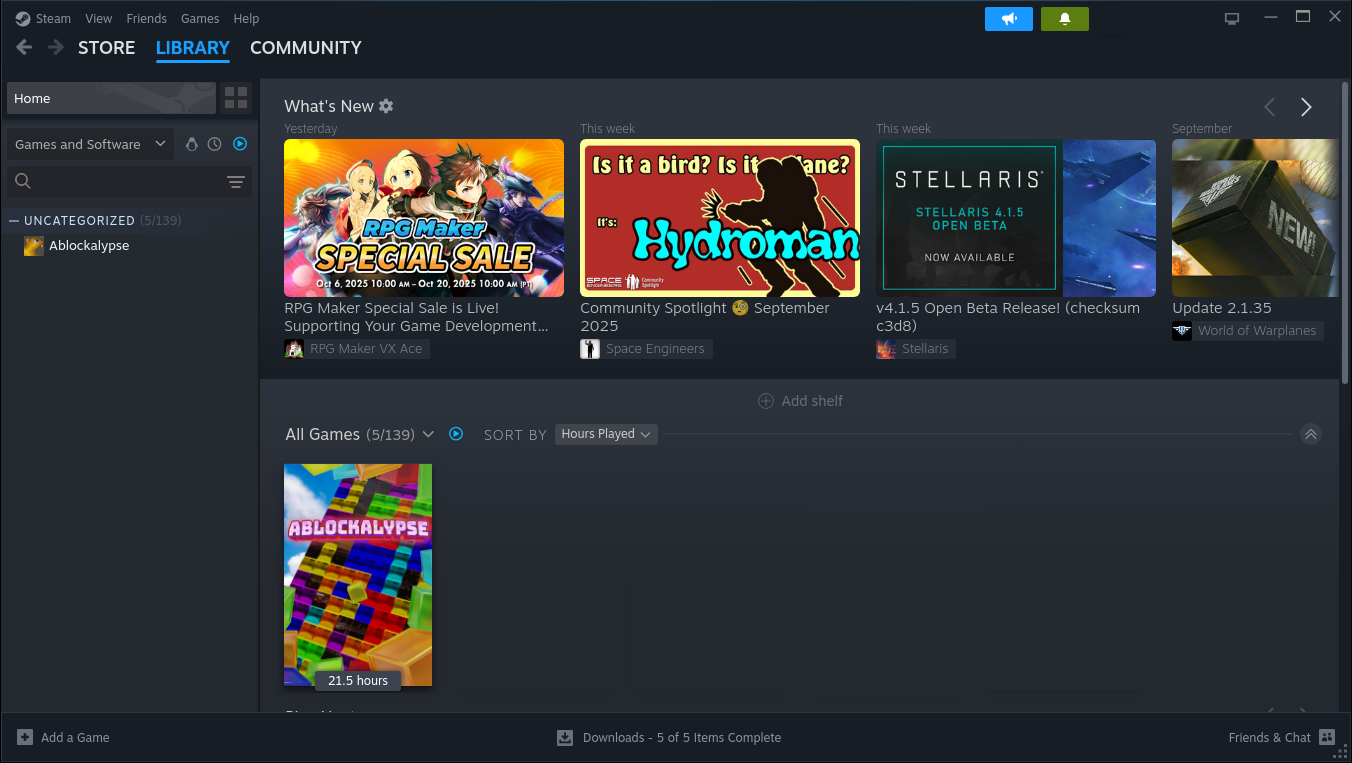 Steam View Friends Games Help
STORE LIBRARY COMMUNITY
Home
Games and Software
UNCATEGORIZED (5/139)
Ablockalypse
What's New
Yesterday
RPG Maker
SPECIAL SALE
Oct 6, 2025 10:00 AM – Oct 20, 2025 10:00 AM (PT)
RPG Maker Special Sale is Live!
Supporting Your Game Development...
RPG Maker VX Ace
This week
Is it a bird? Is it lane?
It's:
Hydroman
SPACE
ENGINEERS
Community
Spotlight
Community Spotlight 🧐 September
2025
Space Engineers
This week
STELLARIS
STELLARIS 4.1.5
OPEN BETA
NOW AVAILABLE
v4.1.5 Open Beta Release! (checksum
c3d8)
Stellaris
September
NEW!
Update 2.1.35
World of Warplanes
Add shelf
All Games (5/139) SORT BY Hours Played
ABLOCKALYPSE
21.5 hours
Add a Game
Downloads - 5 of 5 Items Complete
Friends & Chat